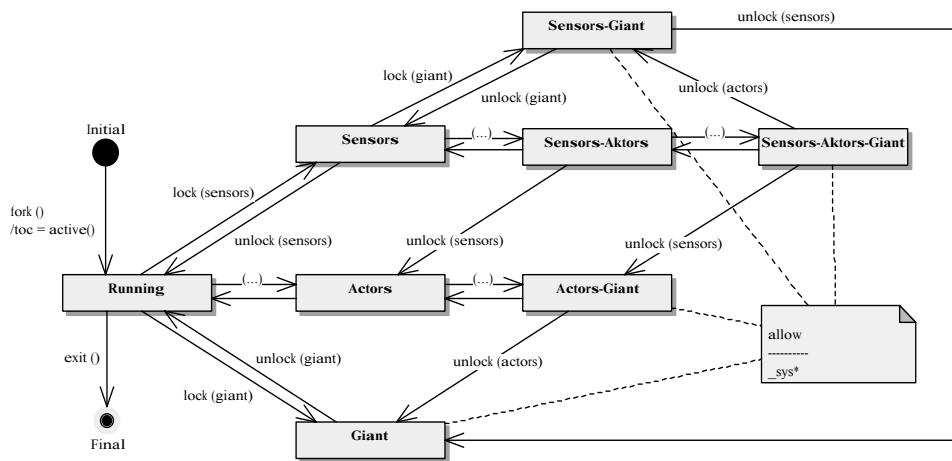 Sensors-Giant
unlock (sensors)
lock (giant)
unlock (giant)
unlock (actors)
Initial
Sensors
(...)
Sensors-Aktors
(...)
Sensors-Aktors-Giant
lock (sensors)
fork ()
/toc = active()
unlock (sensors)
unlock (sensors)
unlock (sensors)
Running
(...)
Actors
(...)
Actors-Giant
allow
----------
_sys*
exit ()
unlock (giant)
unlock (actors)
lock (giant)
Final
Giant